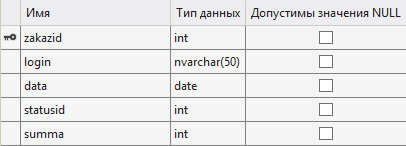 Имя Тип данных Допустимы значения NULL
zakazid int
login nvarchar(50)
data date
statusid int
summa int